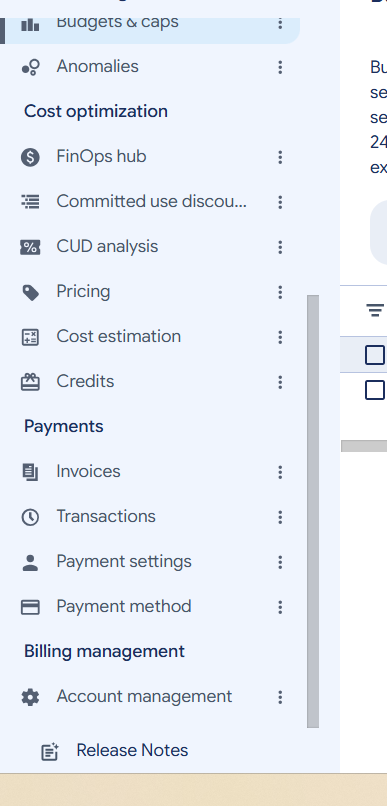 Budgets & caps
Anomalies
Cost optimization
FinOps hub
Committed use discou...
CUD analysis
Pricing
Cost estimation
Credits
Payments
Invoices
Transactions
Payment settings
Payment method
Billing management
Account management
Release Notes
Bu
se
se
24
ex